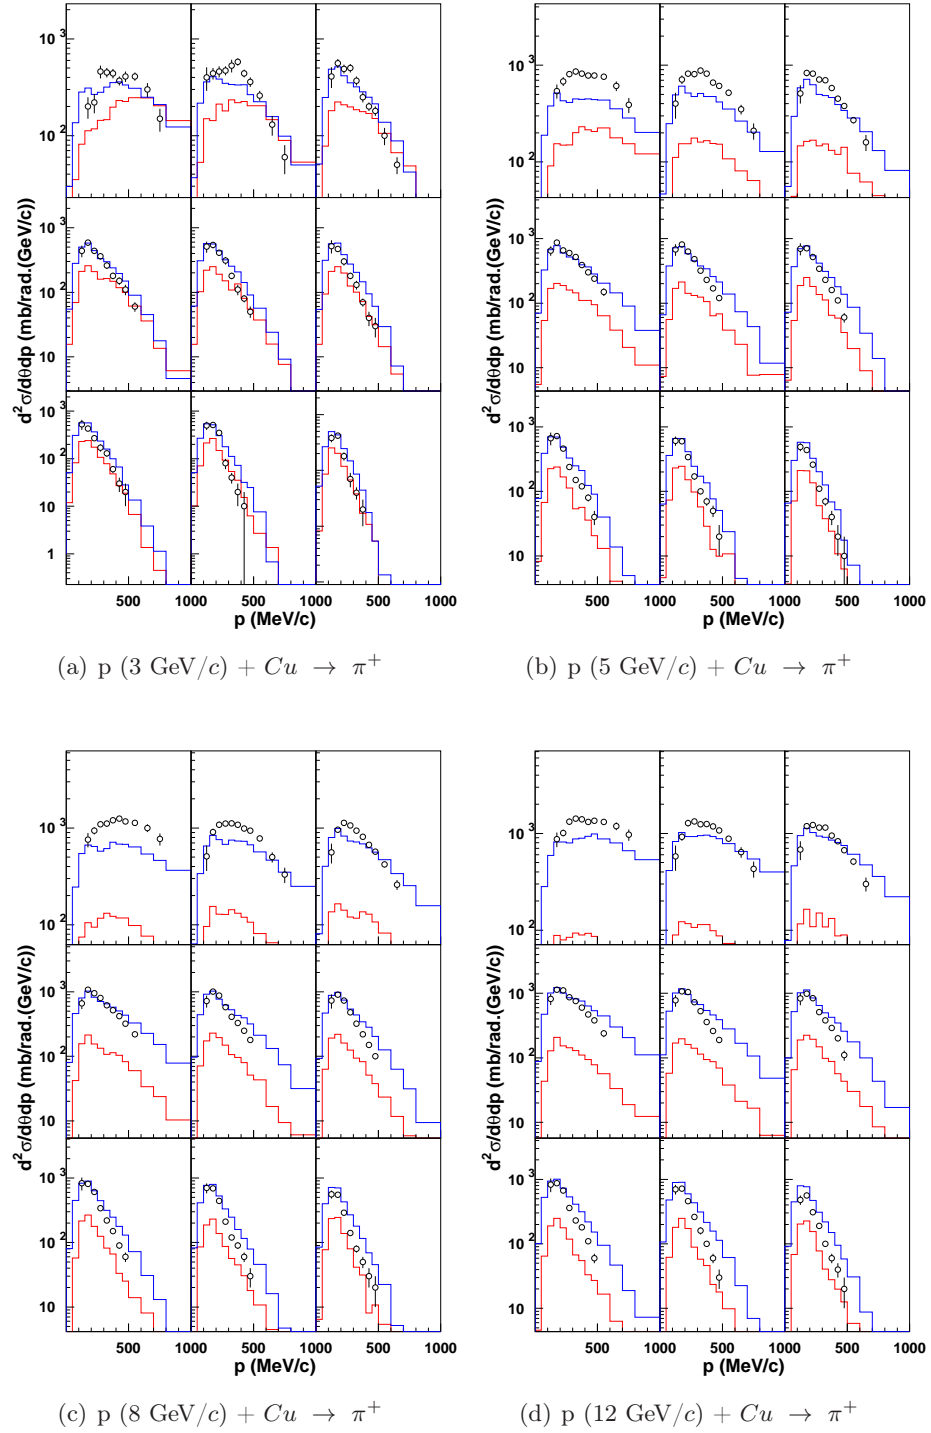 d²σ/dθdp (mb/rad.(GeV/c))
10³
10²
10³
10²
10
10³
10²
10
1
500 1000 500 1000 500 1000
p (MeV/c)
(a) p (3 GeV/c) + Cu → π⁺
d²σ/dθdp (mb/rad.(GeV/c))
10³
10²
10³
10²
10
10³
10²
10
500 1000 500 1000 500 1000
p (MeV/c)
(b) p (5 GeV/c) + Cu → π⁺
d²σ/dθdp (mb/rad.(GeV/c))
10³
10²
10³
10²
10
10³
10²
10
500 1000 500 1000 500 1000
p (MeV/c)
(c) p (8 GeV/c) + Cu → π⁺
d²σ/dθdp (mb/rad.(GeV/c))
10³
10²
10³
10²
10
10³
10²
10
500 1000 500 1000 500 1000
p (MeV/c)
(d) p (12 GeV/c) + Cu → π⁺